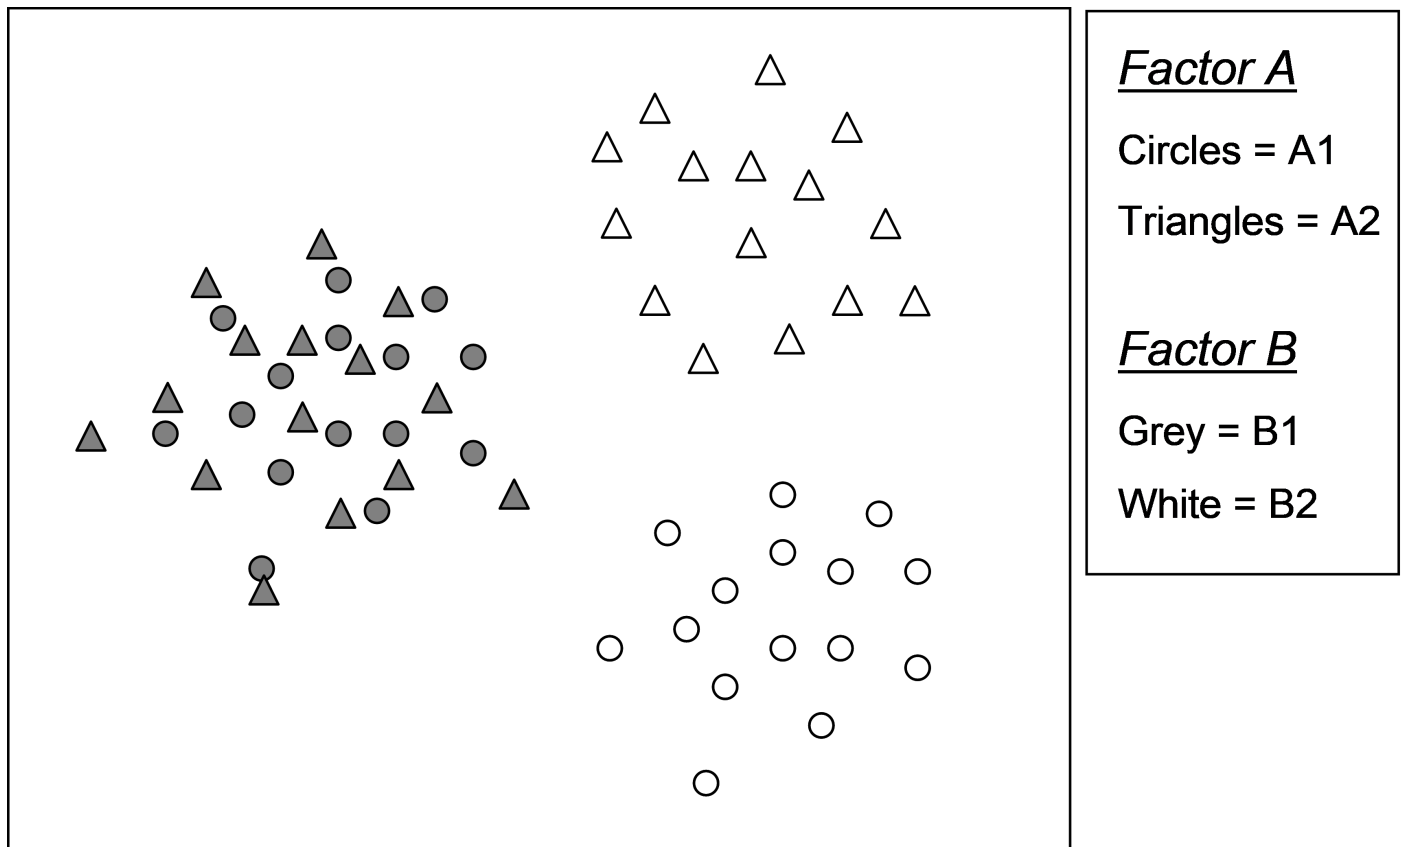 Factor A
Circles = A1
Triangles = A2
Factor B
Grey = B1
White = B2